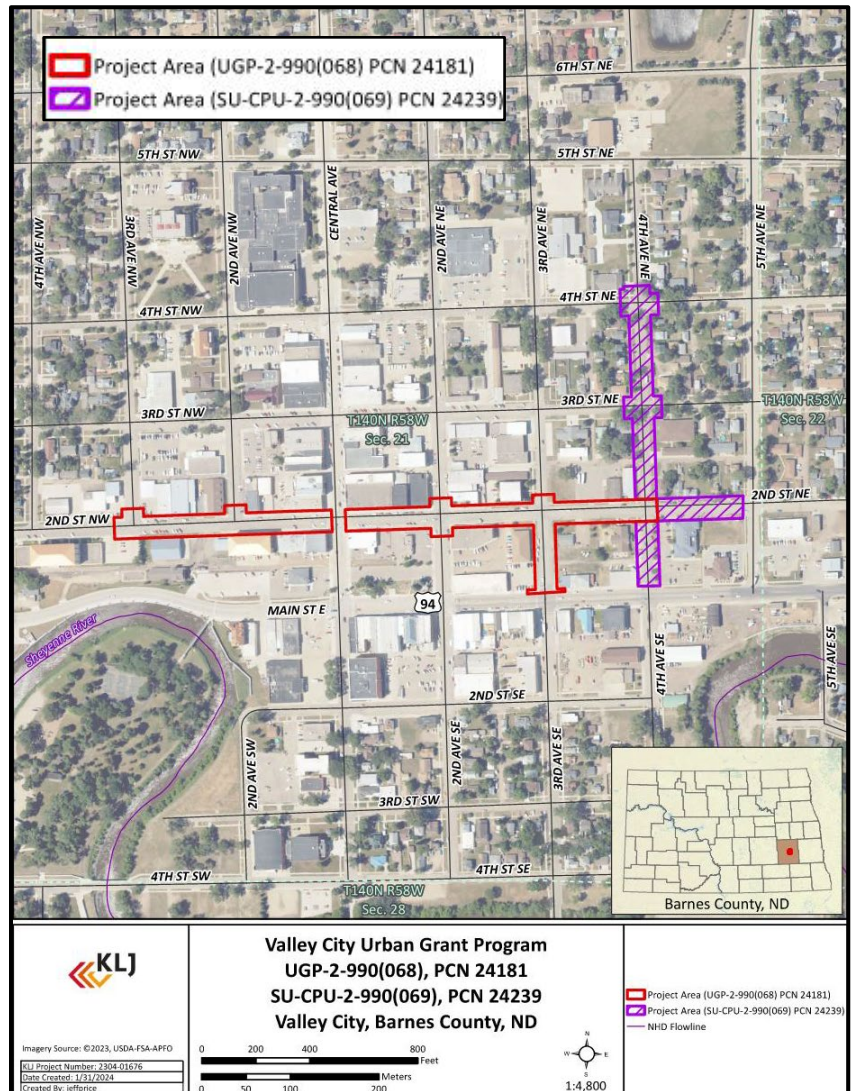 Project Area (UGP-2-990(068) PCN 24181)
Project Area (SU-CPU-2-990(069) PCN 24239)
6TH ST NE
5TH ST NW
5TH ST NE
4TH AVE NW
3RD AVE NW
2ND AVE NW
CENTRAL AVE
2ND AVE NE
3RD AVE NE
4TH AVE NE
5TH AVE NE
4TH ST NW
4TH ST NE
3RD ST NW
3RD ST NE
T140N R58W
Sec. 21
T140N R58W
Sec. 22
2ND ST NW
2ND ST NE
MAIN ST E
94
Sheyenne River
2ND ST SE
4TH AVE SE
5TH AVE SE
2ND AVE SW
2ND AVE SE
3RD AVE SE
3RD ST SW
4TH ST SW
4TH ST SE
T140N R58W
Sec. 28
Barnes County, ND
KLJ
Imagery Source: ©2023, USDA-FSA-APFO
KLJ Project Number: 2304-01676
Date Created: 1/31/2024
Created By: jefforice
Valley City Urban Grant Program
UGP-2-990(068), PCN 24181
SU-CPU-2-990(069), PCN 24239
Valley City, Barnes County, ND
0 200 400 800
Feet
Meters
0 50 100 200
N
W E
S
1:4,800
Project Area (UGP-2-990(068) PCN 24181)
Project Area (SU-CPU-2-990(069) PCN 24239)
NHD Flowline